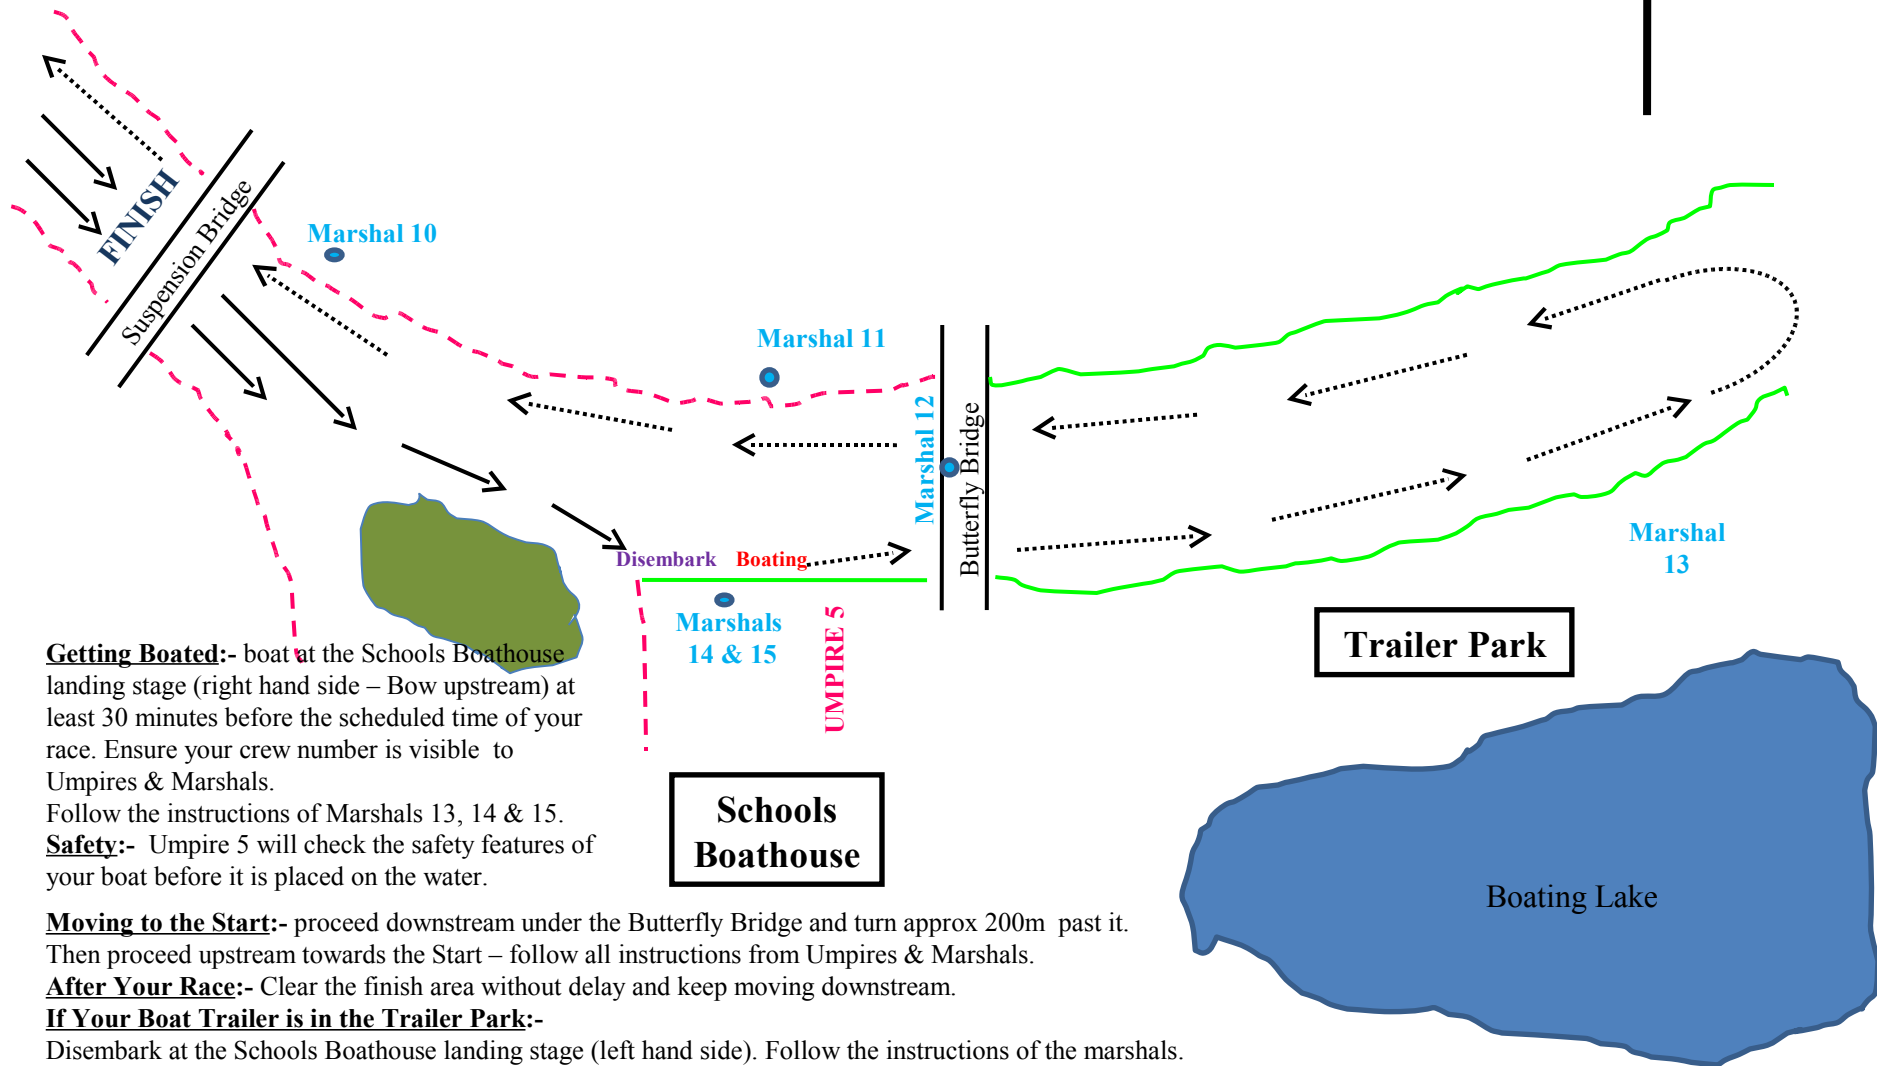 FINISH
Suspension Bridge
Marshal 10
Marshal 11
Marshal 12
Butterfly Bridge
Disembark
Boating
Marshals
14 & 15
UMPIRE 5
Marshal
13
Trailer Park
Schools
Boathouse
Boating Lake
Getting Boated:- boat at the Schools Boathouse
landing stage (right hand side – Bow upstream) at
least 30 minutes before the scheduled time of your
race. Ensure your crew number is visible to
Umpires & Marshals.
Follow the instructions of Marshals 13, 14 & 15.
Safety:- Umpire 5 will check the safety features of
your boat before it is placed on the water.
Moving to the Start:- proceed downstream under the Butterfly Bridge and turn approx 200m past it.
Then proceed upstream towards the Start – follow all instructions from Umpires & Marshals.
After Your Race:- Clear the finish area without delay and keep moving downstream.
If Your Boat Trailer is in the Trailer Park:-
Disembark at the Schools Boathouse landing stage (left hand side). Follow the instructions of the marshals.